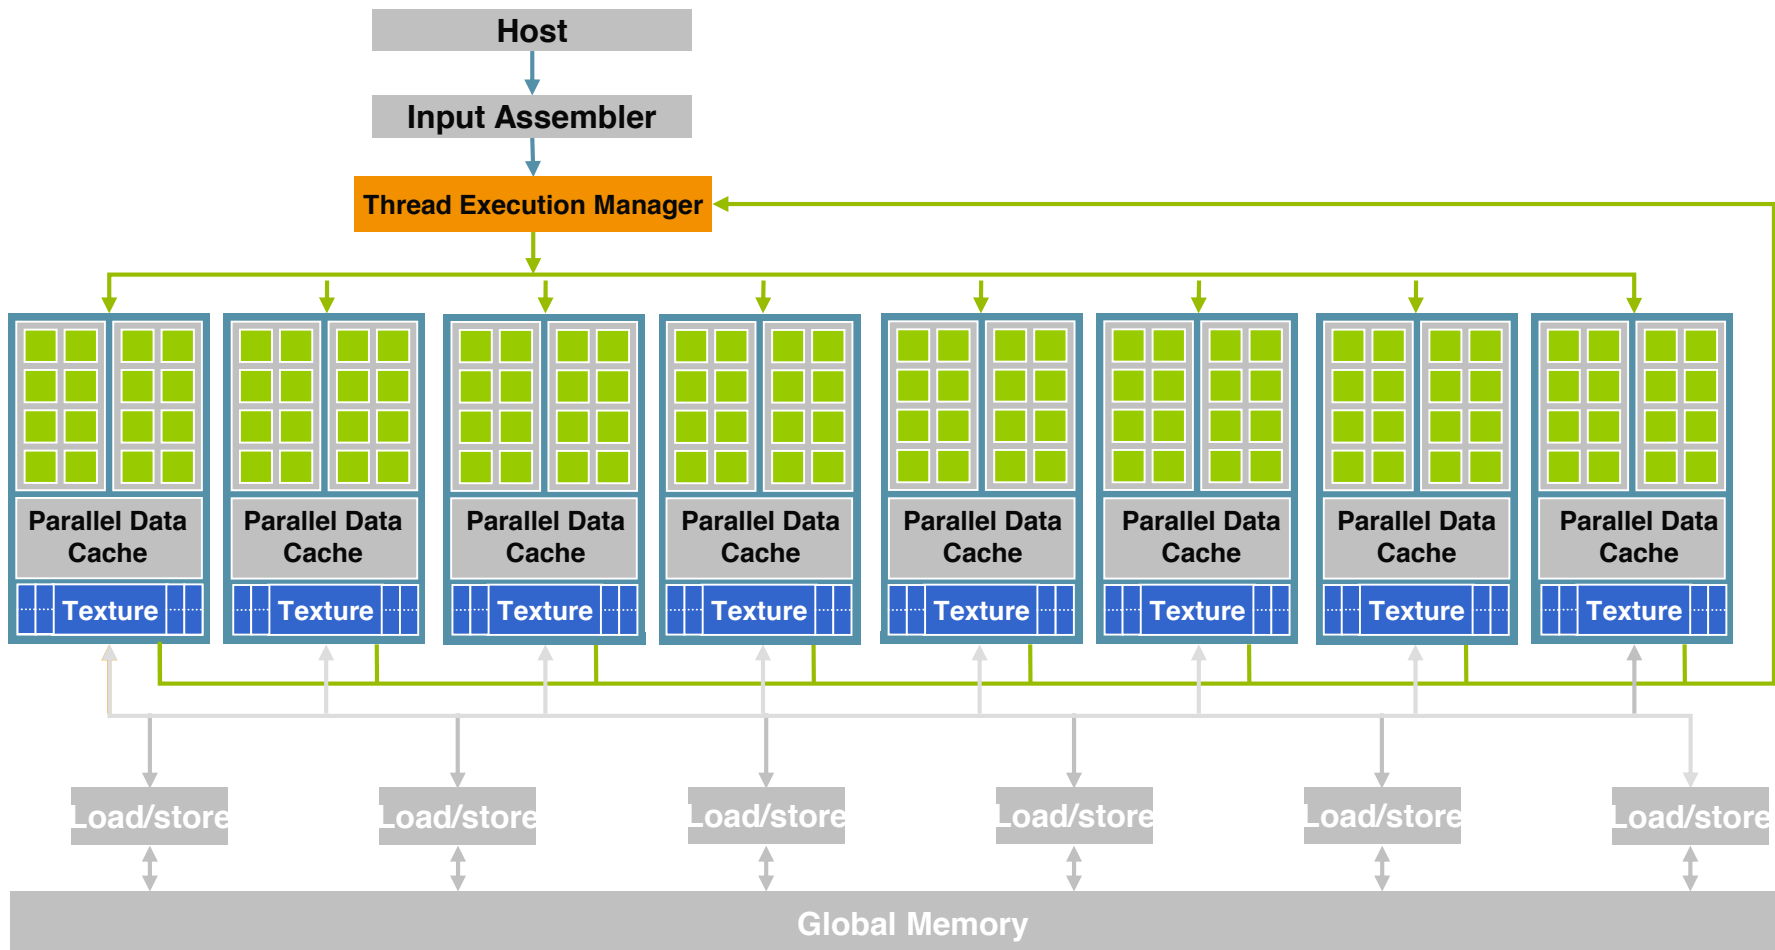 Host
Input Assembler
Thread Execution Manager
Parallel Data
Cache
Parallel Data
Cache
Parallel Data
Cache
Parallel Data
Cache
Parallel Data
Cache
Parallel Data
Cache
Parallel Data
Cache
Parallel Data
Cache
Texture
Texture
Texture
Texture
Texture
Texture
Texture
Texture
Load/store
Load/store
Load/store
Load/store
Load/store
Load/store
Global Memory